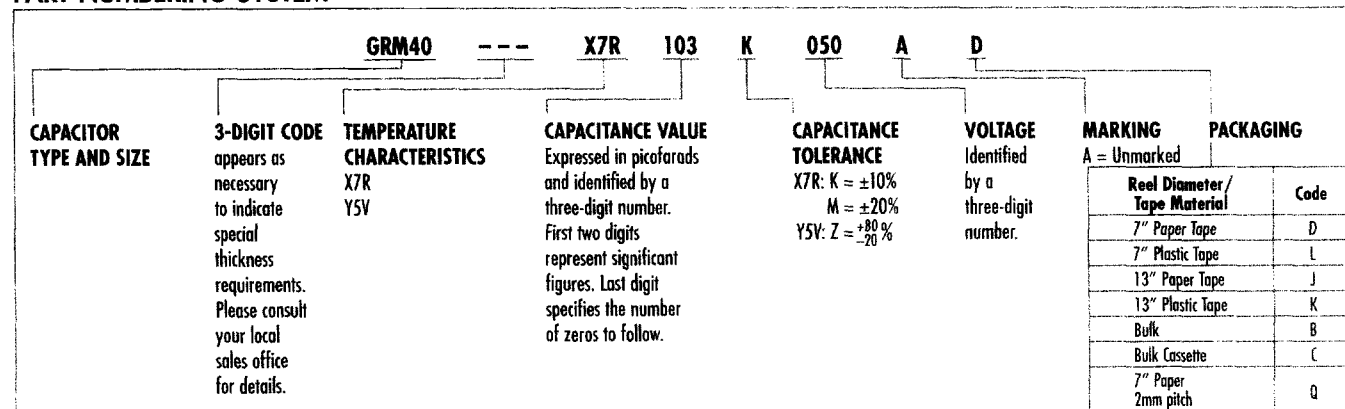 GRM40 --- X7R 103 K 050 A D
CAPACITOR
TYPE AND SIZE
3-DIGIT CODE
appears as
necessary
to indicate
special
thickness
requirements.
Please consult
your local
sales office
for details.
TEMPERATURE
CHARACTERISTICS
X7R
Y5V
CAPACITANCE VALUE
Expressed in picofarads
and identified by a
three-digit number.
First two digits
represent significant
figures. Last digit
specifies the number
of zeros to follow.
CAPACITANCE
TOLERANCE
X7R: K = ±10%
M = ±20%
Y5V: Z = +80 −20 %
VOLTAGE
Identified
by a
three-digit
number.
MARKING
A = Unmarked
PACKAGING
Reel Diameter/
Tape Material
Code
7" Paper Tape D
7" Plastic Tape L
13" Paper Tape J
13" Plastic Tape K
Bulk B
Bulk Cassette C
7" Paper
2mm pitch
Q